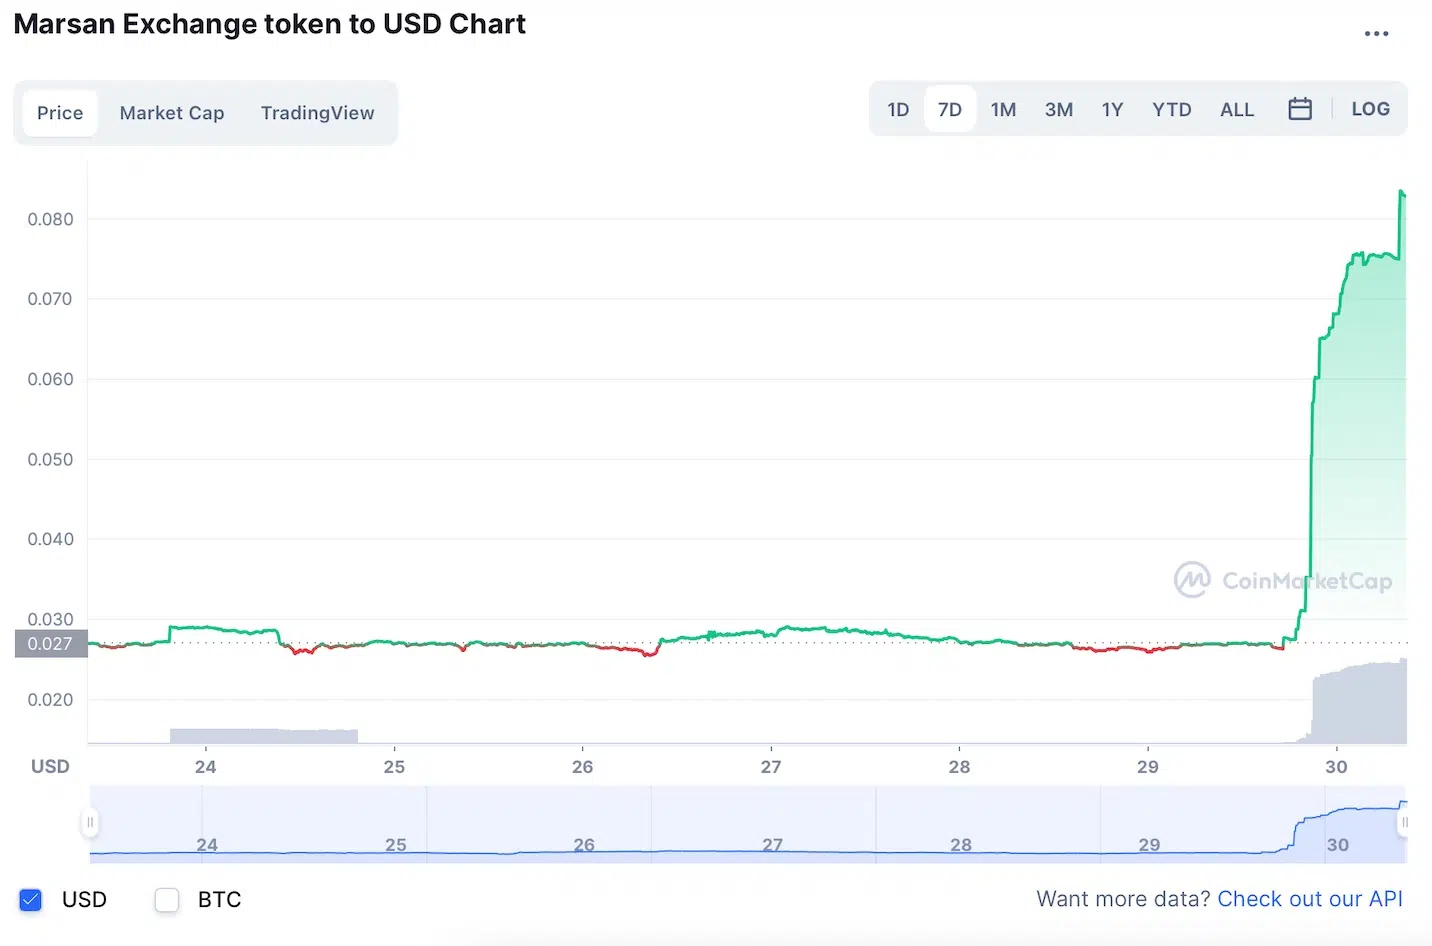 Marsan Exchange token to USD Chart
Price Market Cap TradingView
1D 7D 1M 3M 1Y YTD ALL LOG
0.080
0.070
0.060
0.050
0.040
CoinMarketCap
0.030
0.027
0.020
USD 24 25 26 27 28 29 30
24 25 26 27 28 29 30
USD BTC Want more data? Check out our API